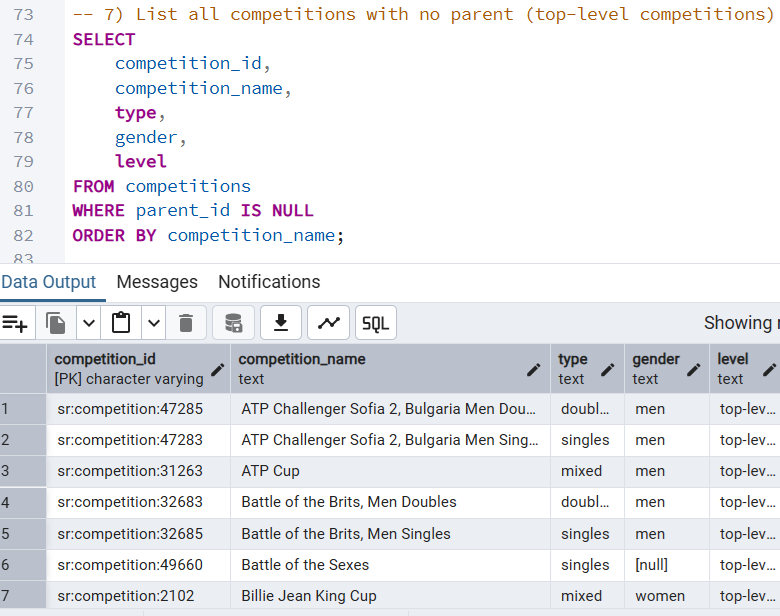 73 -- 7) List all competitions with no parent (top-level competitions)
74 SELECT
75 competition_id,
76 competition_name,
77 type,
78 gender,
79 level
80 FROM competitions
81 WHERE parent_id IS NULL
82 ORDER BY competition_name;
83
Data Output Messages Notifications
SQL Showing
competition_id competition_name type gender level
[PK] character varying text text text text
1 sr:competition:47285 ATP Challenger Sofia 2, Bulgaria Men Dou... doubl... men top-lev...
2 sr:competition:47283 ATP Challenger Sofia 2, Bulgaria Men Sing... singles men top-lev...
3 sr:competition:31263 ATP Cup mixed men top-lev...
4 sr:competition:32683 Battle of the Brits, Men Doubles doubl... men top-lev...
5 sr:competition:32685 Battle of the Brits, Men Singles singles men top-lev...
6 sr:competition:49660 Battle of the Sexes singles [null] top-lev...
7 sr:competition:2102 Billie Jean King Cup mixed women top-lev...